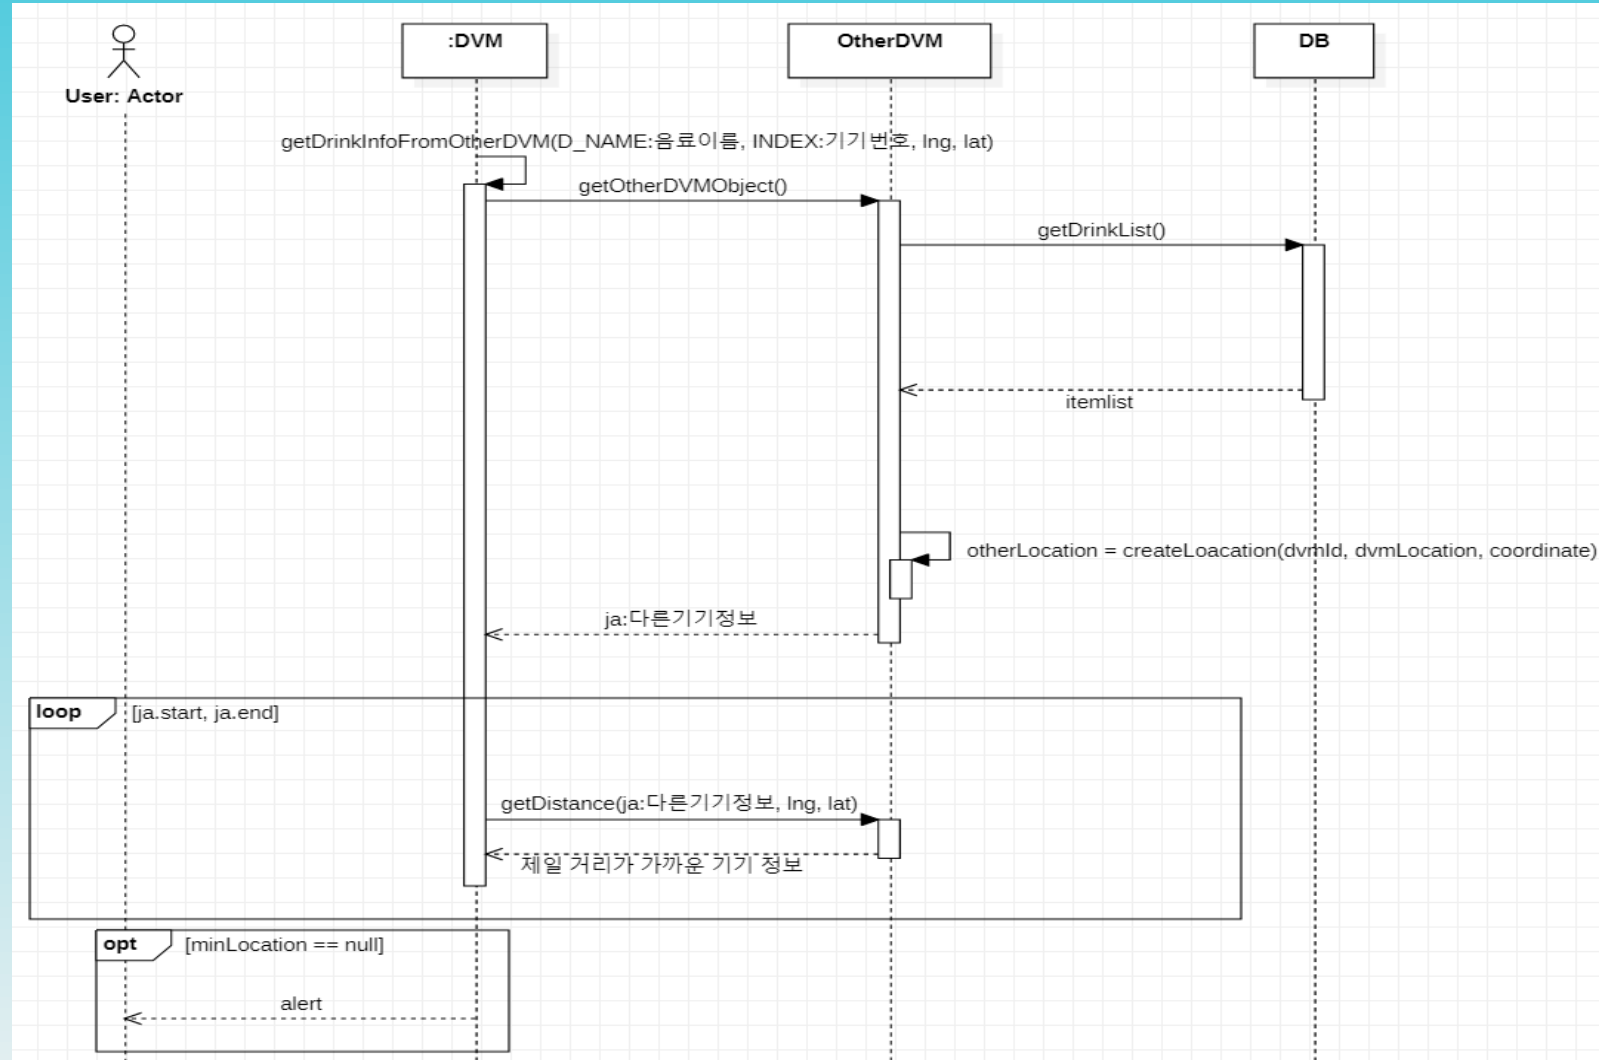 :DVM
OtherDVM
DB
User: Actor
getDrinkInfoFromOtherDVM(D_NAME:음료이름, INDEX:기기번호, lng, lat)
getOtherDVMObject()
getDrinkList()
itemlist
otherLocation = createLoacation(dvmId, dvmLocation, coordinate)
ja:다른기기정보
loop
[ja.start, ja.end]
getDistance(ja:다른기기정보, lng, lat)
제일 거리가 가까운 기기 정보
opt
[minLocation == null]
alert